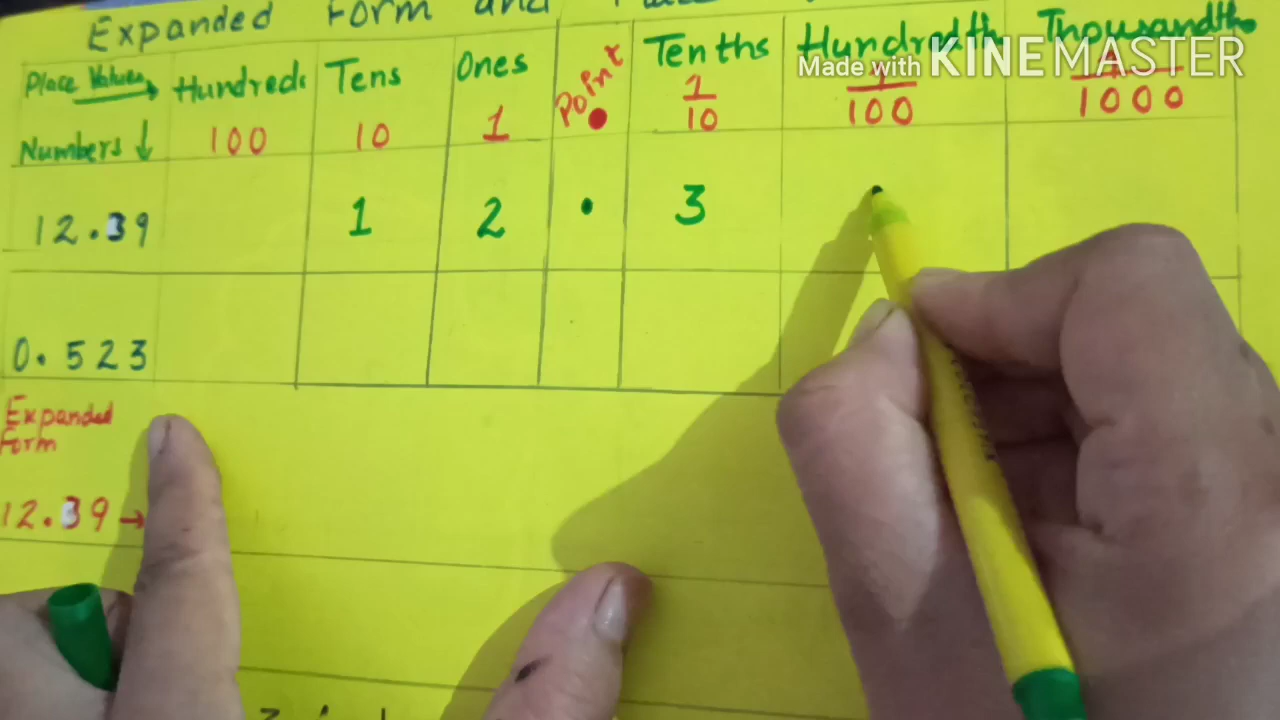 Expanded Form and
Place Values Hundreds Tens Ones Point Tenths Hundredth Thousandths
Made with KINEMASTER
Numbers 100 10 1 1/10 1/100 1/1000
12.39 1 2 . 3
0.523
Expanded
Form
12.39 →